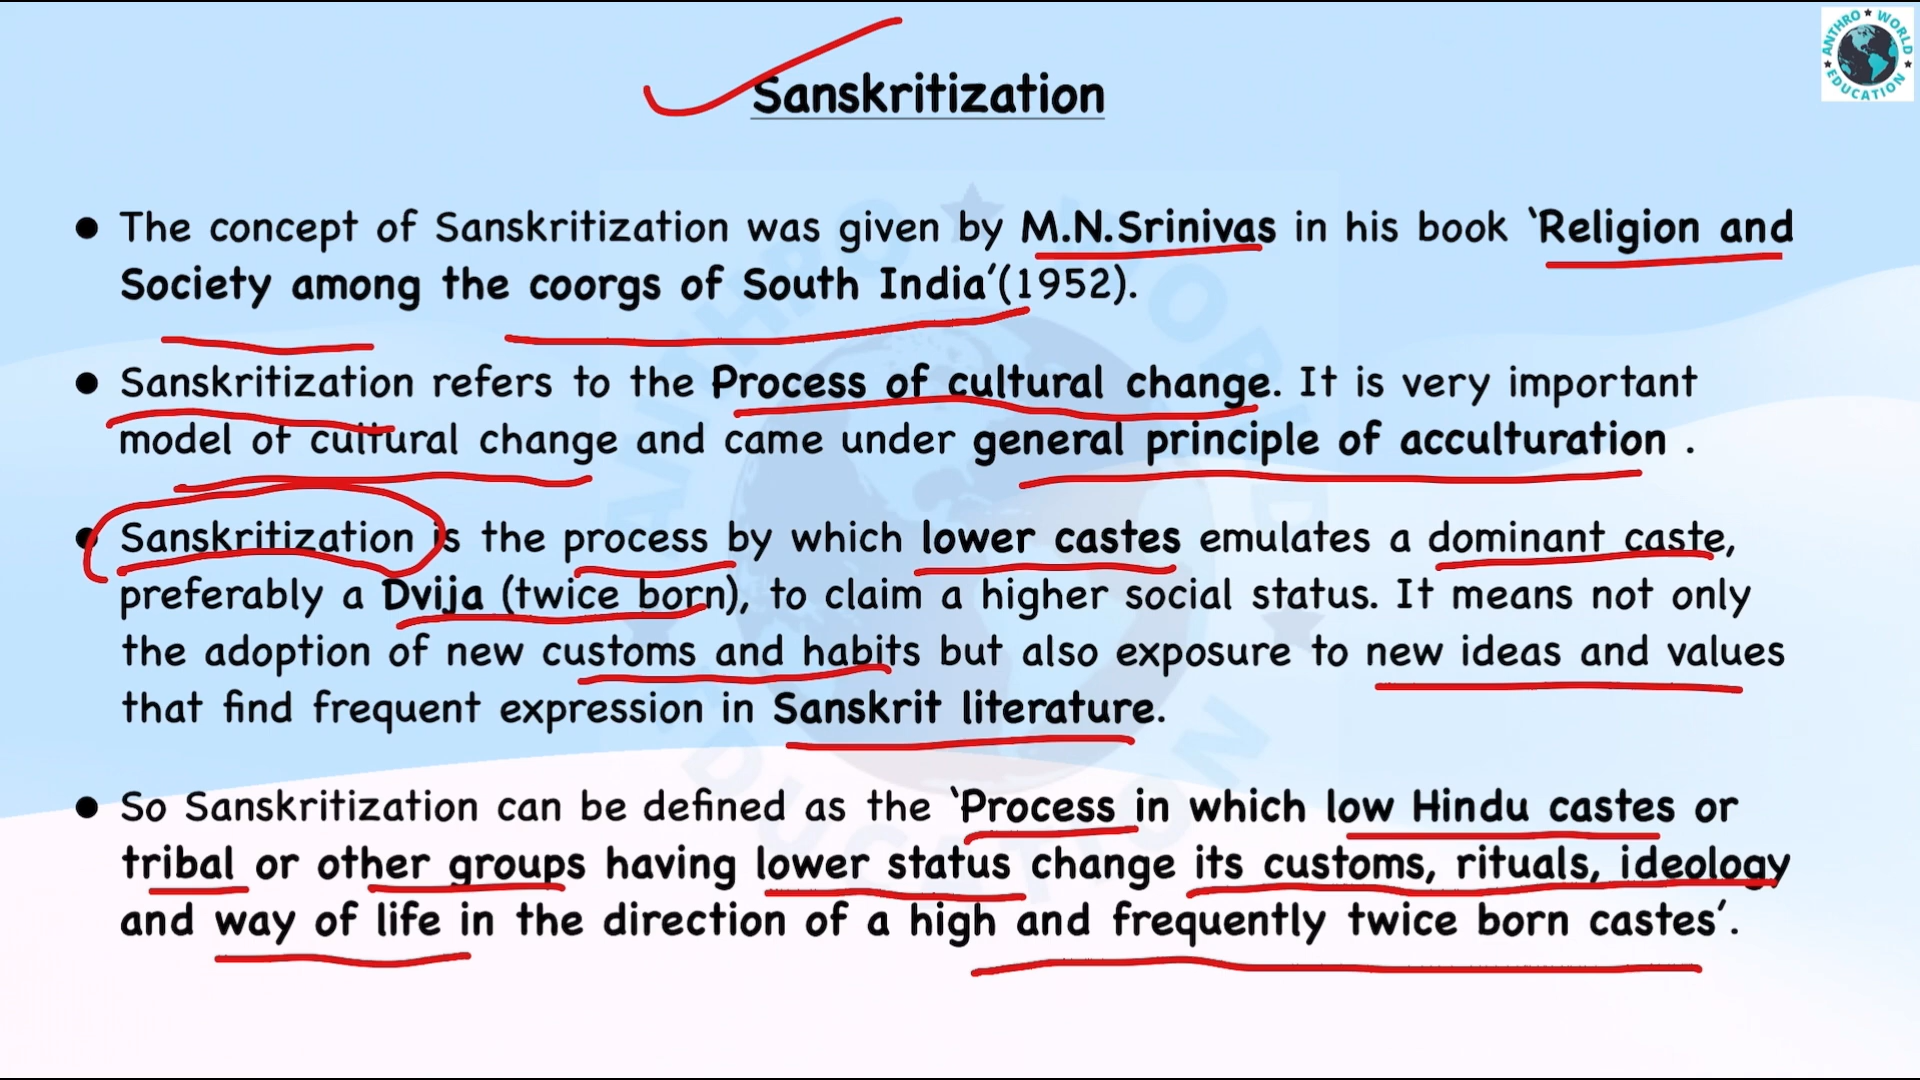 ANTHRO WORLD EDUCATION
Sanskritization
● The concept of Sanskritization was given by M.N.Srinivas in his book ‘Religion and
Society among the coorgs of South India’(1952).
● Sanskritization refers to the Process of cultural change. It is very important
model of cultural change and came under general principle of acculturation .
● Sanskritization is the process by which lower castes emulates a dominant caste,
preferably a Dvija (twice born), to claim a higher social status. It means not only
the adoption of new customs and habits but also exposure to new ideas and values
that find frequent expression in Sanskrit literature.
● So Sanskritization can be defined as the ‘Process in which low Hindu castes or
tribal or other groups having lower status change its customs, rituals, ideology
and way of life in the direction of a high and frequently twice born castes’.
ANTHRO WORLD EDUCATION